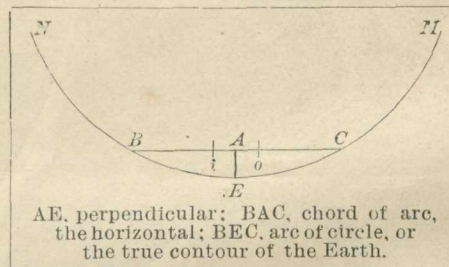 N M
B A C
i o
E
AE, perpendicular; BAC, chord of arc,
the horizontal; BEC, arc of circle, or
the true contour of the Earth.